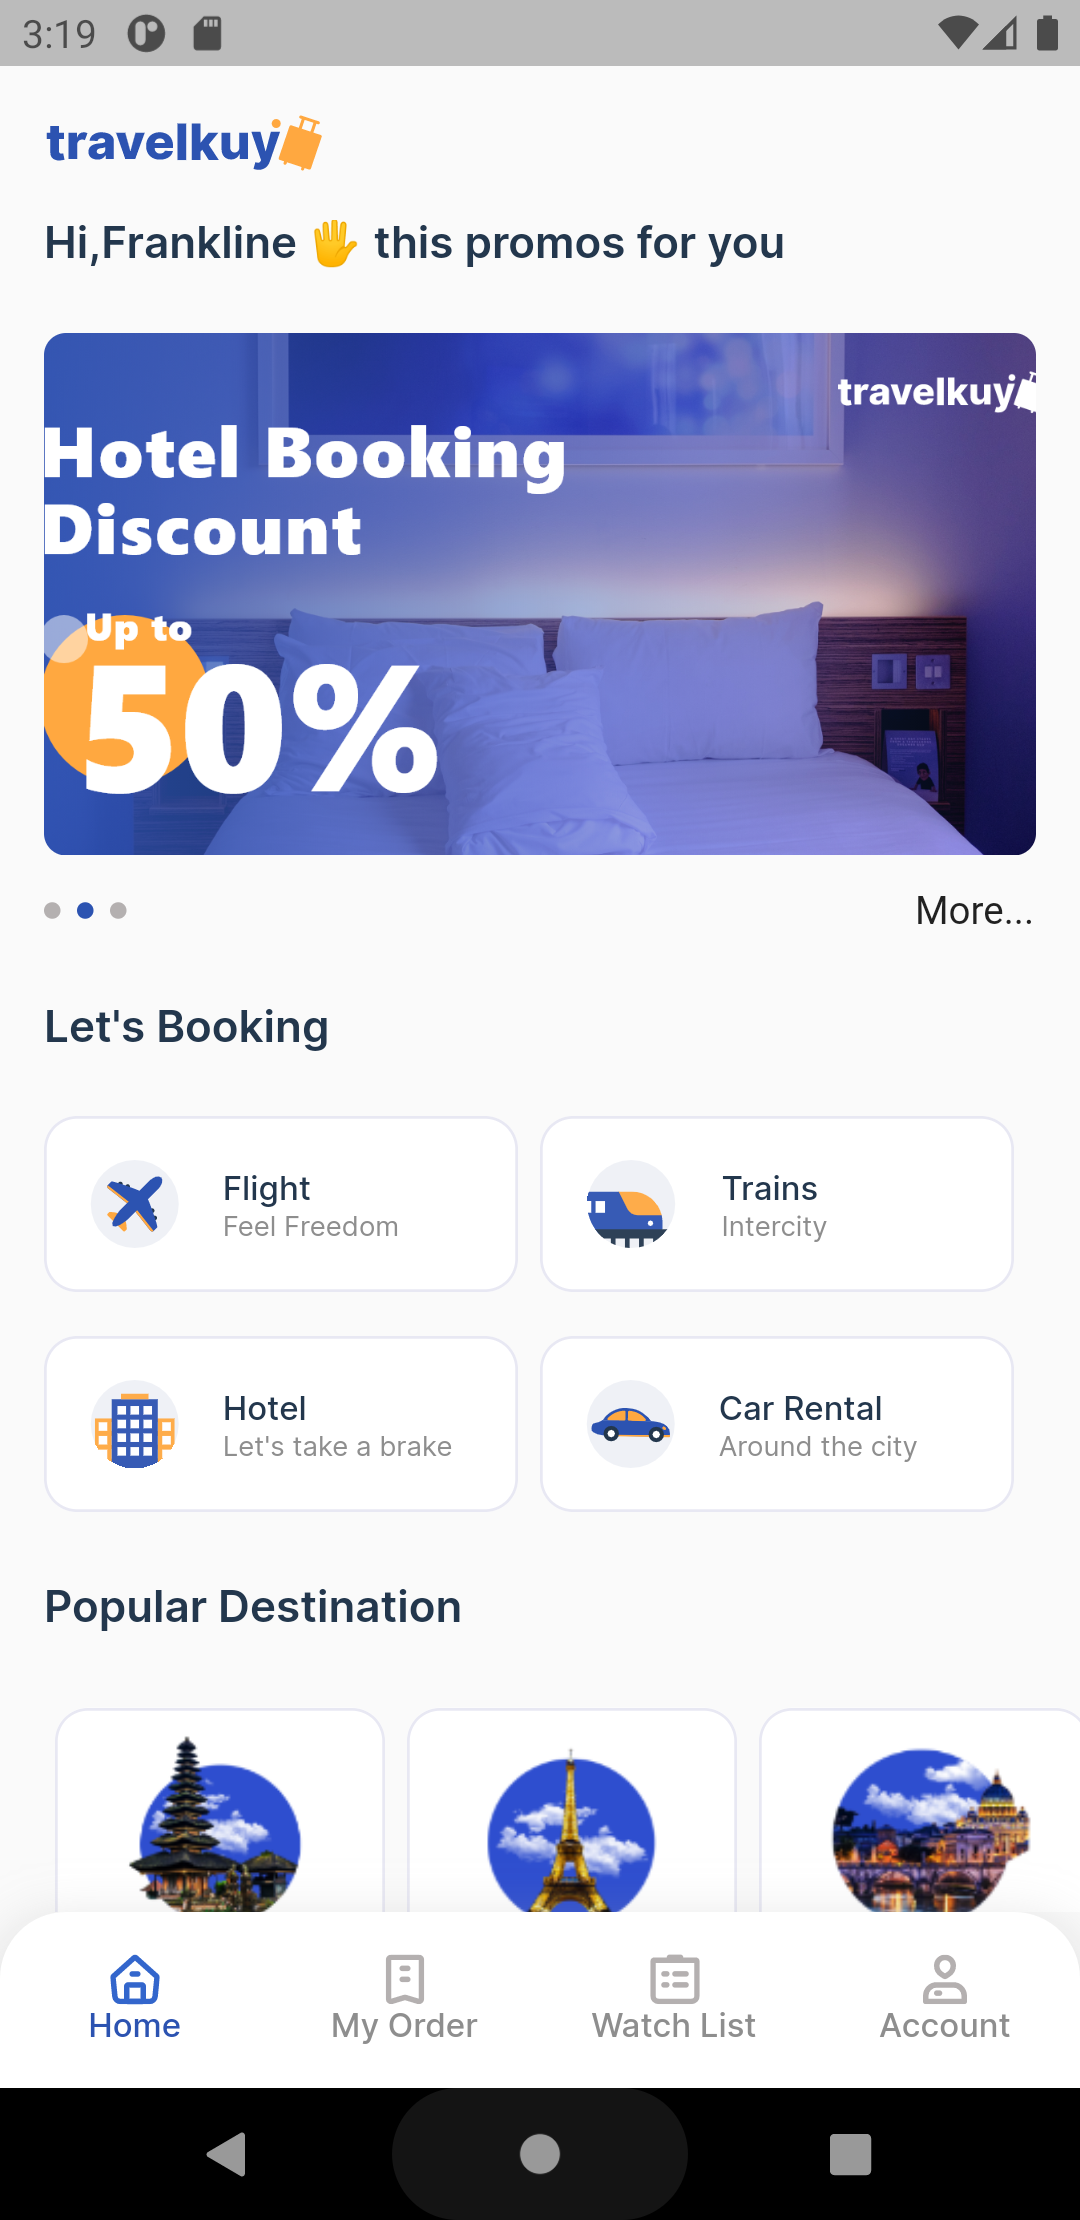 3:19
travelkuy
Hi,Frankline 🖐 this promos for you
travelkuy
Hotel Booking
Discount
Up to
50%
More...
Let's Booking
Flight
Feel Freedom
Trains
Intercity
Hotel
Let's take a brake
Car Rental
Around the city
Popular Destination
Home
My Order
Watch List
Account